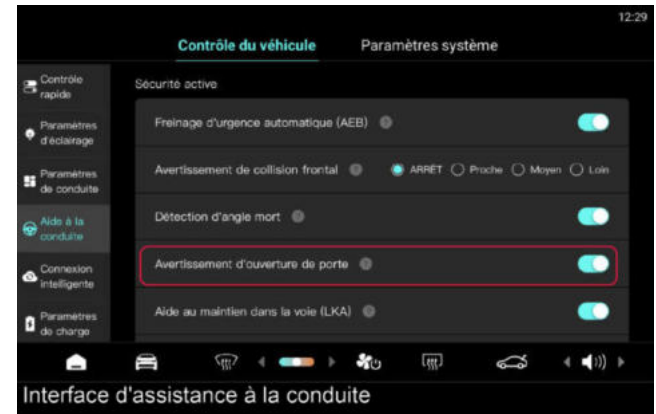 12:29
Contrôle du véhicule Paramètres système
Contrôle
rapide
Sécurité active
Paramètres
d'éclairage
Freinage d'urgence automatique (AEB)
Paramètres
de conduite
Avertissement de collision frontal ARRÊT Proche Moyen Loin
Aide à la
conduite
Détection d'angle mort
Connexion
intelligente
Avertissement d'ouverture de porte
Paramètres
de charge
Aide au maintien dans la voie (LKA)
Interface d'assistance à la conduite